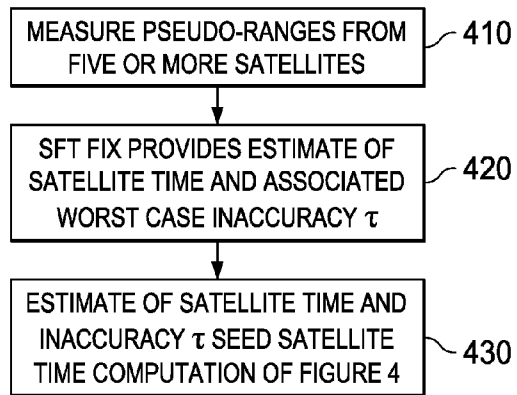 MEASURE PSEUDO-RANGES FROM
FIVE OR MORE SATELLITES
410
SFT FIX PROVIDES ESTIMATE OF
SATELLITE TIME AND ASSOCIATED
WORST CASE INACCURACY τ
420
ESTIMATE OF SATELLITE TIME AND
INACCURACY τ SEED SATELLITE
TIME COMPUTATION OF FIGURE 4
430